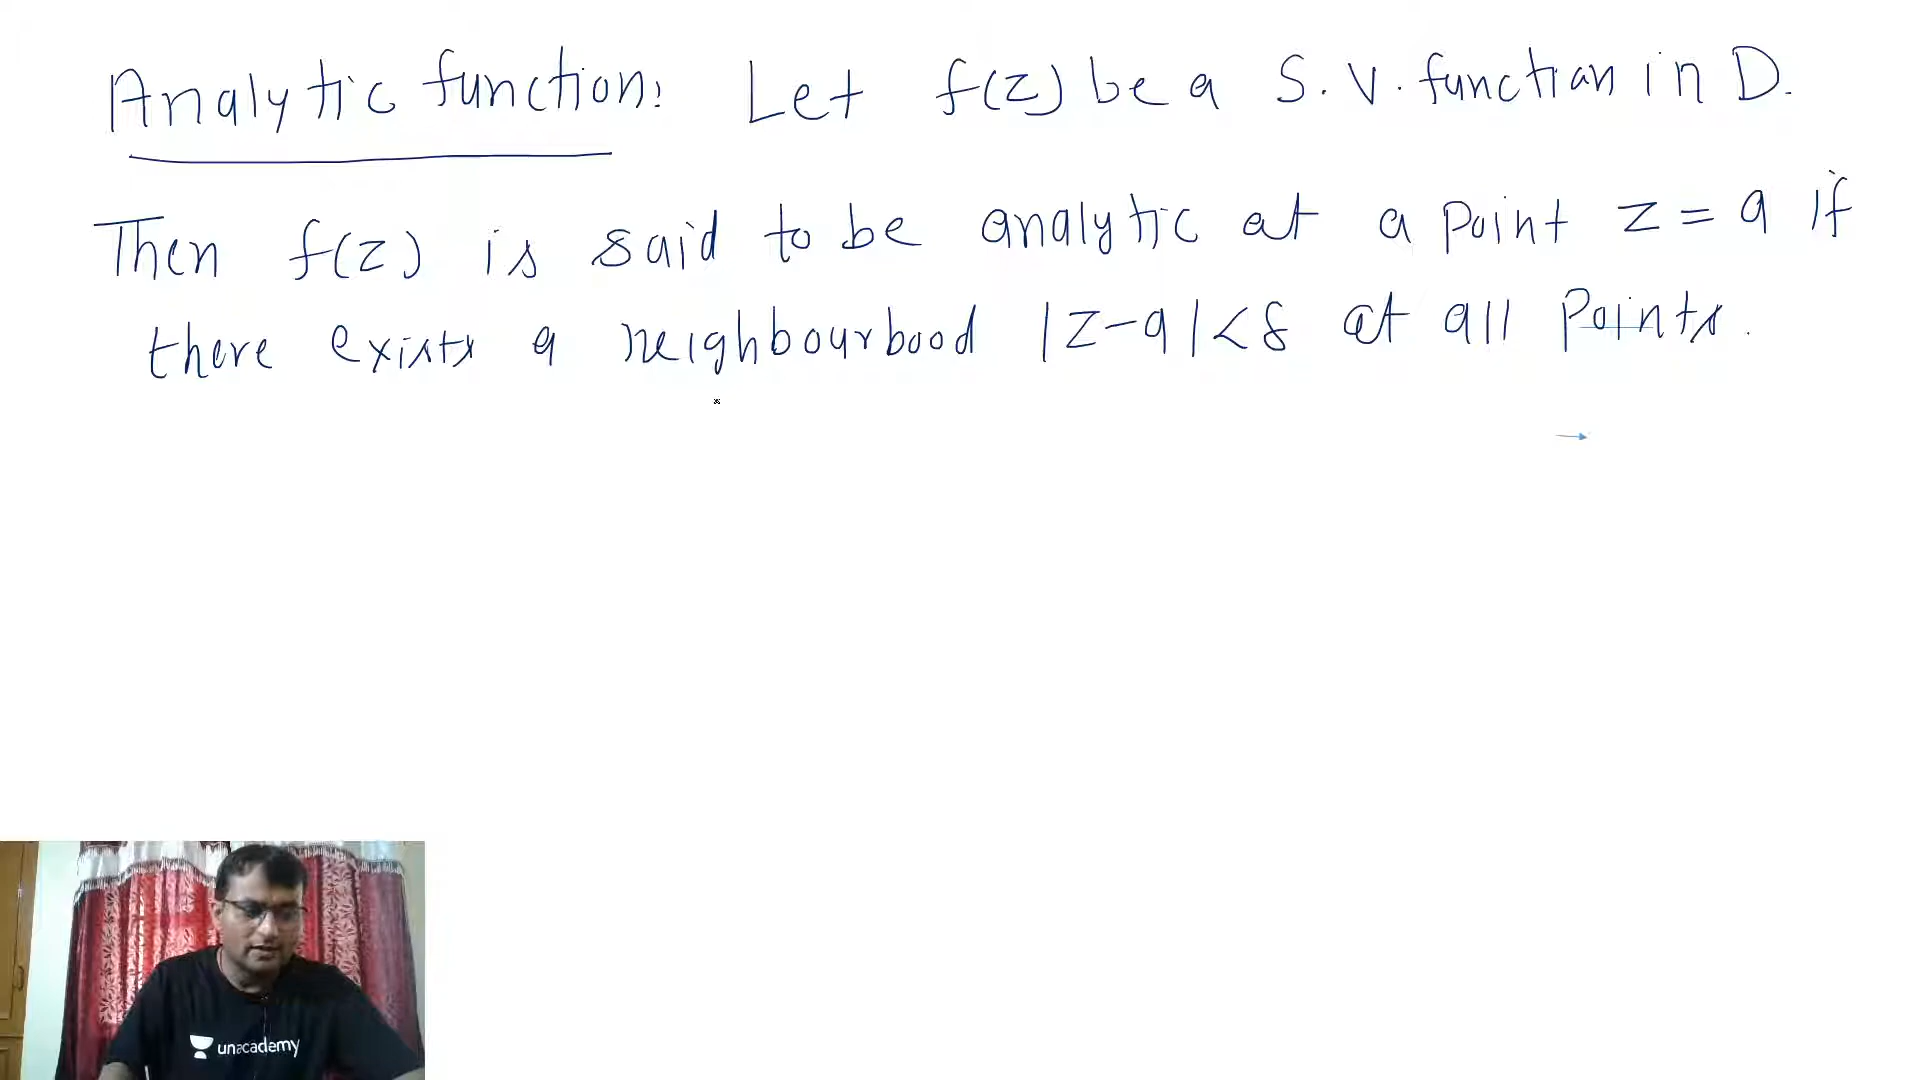 Analytic function: Let f(z) be a S.V. function in D.
Then f(z) is said to be analytic at a point z = a if
there exists a neighbourhood |z-a|<δ at all points.
unacademy